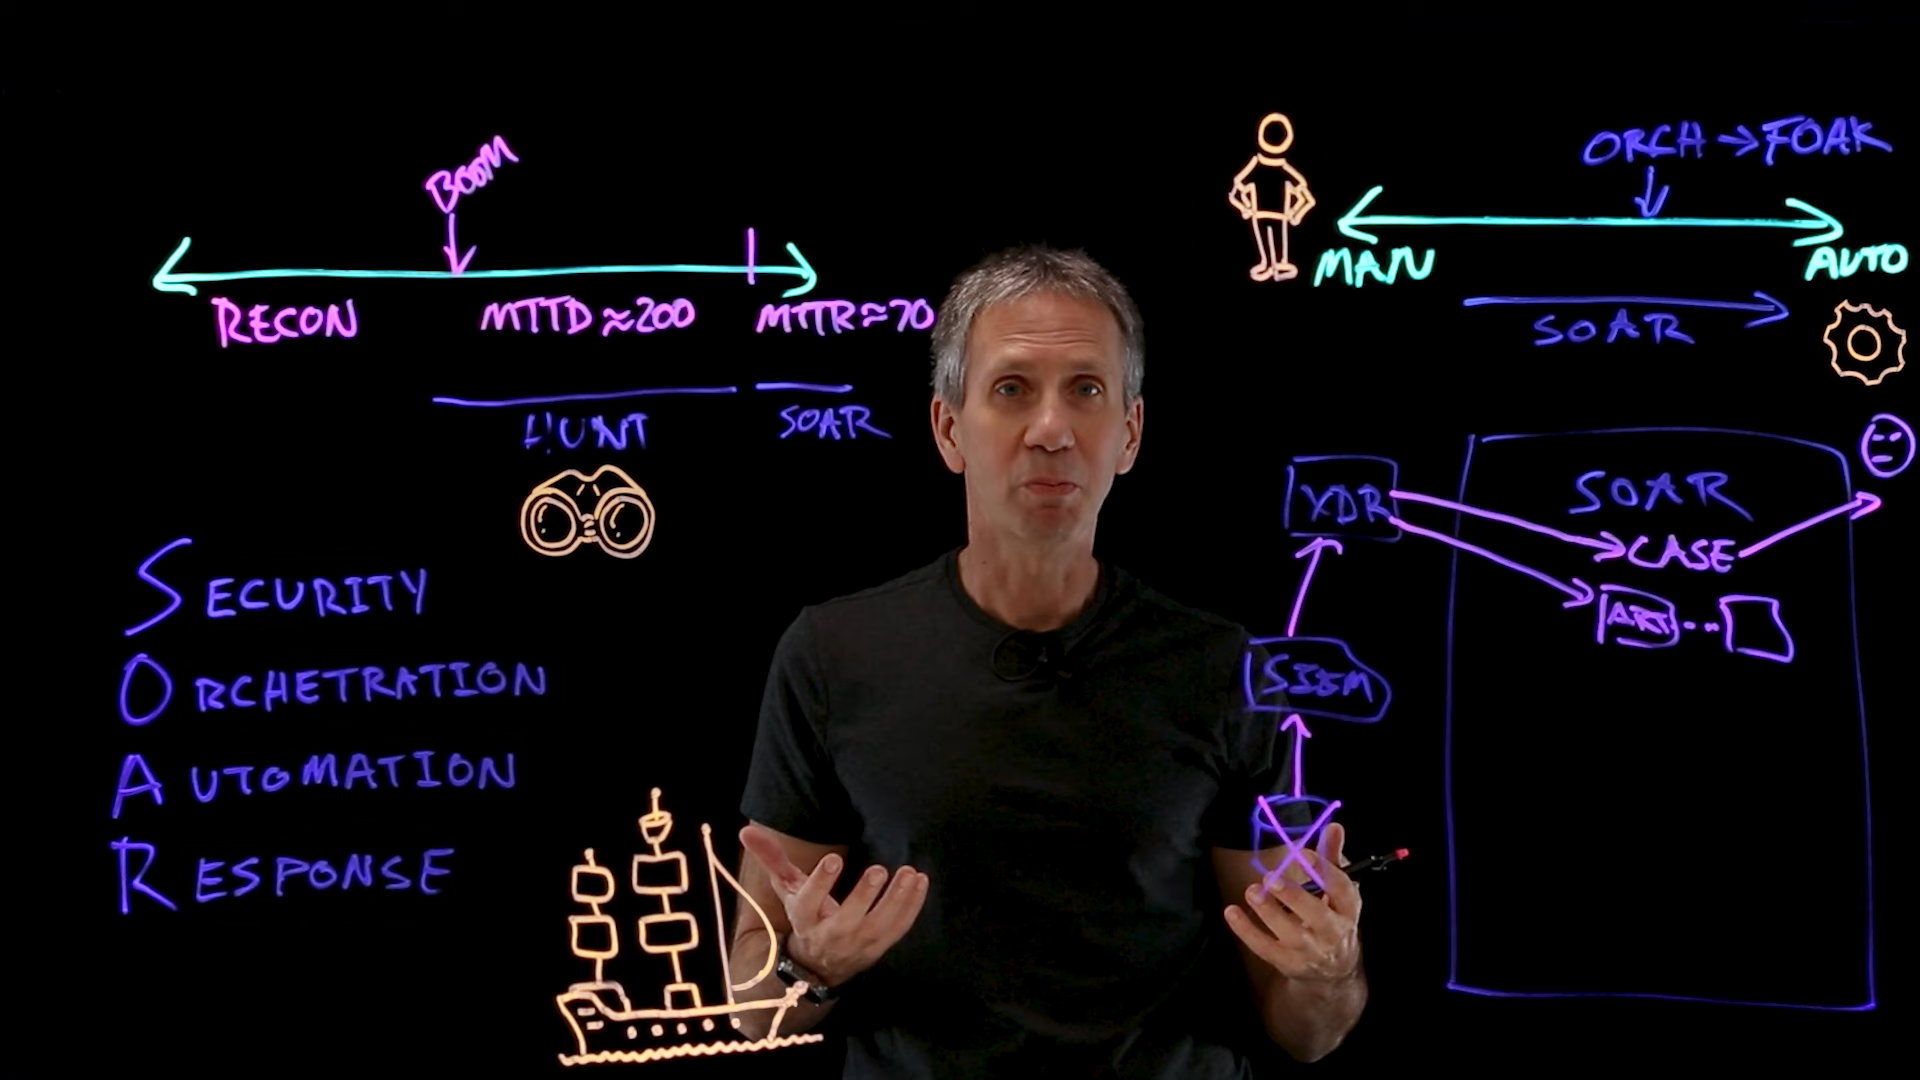 BOOM
RECON
MTTD ≈200
MTTR≈70
HUNT
SOAR
SECURITY
ORCHETRATION
AUTOMATION
RESPONSE
ORCH → FOAK
MAN
AUTO
SOAR
XDR
SOAR
CASE
ART...
SIEM